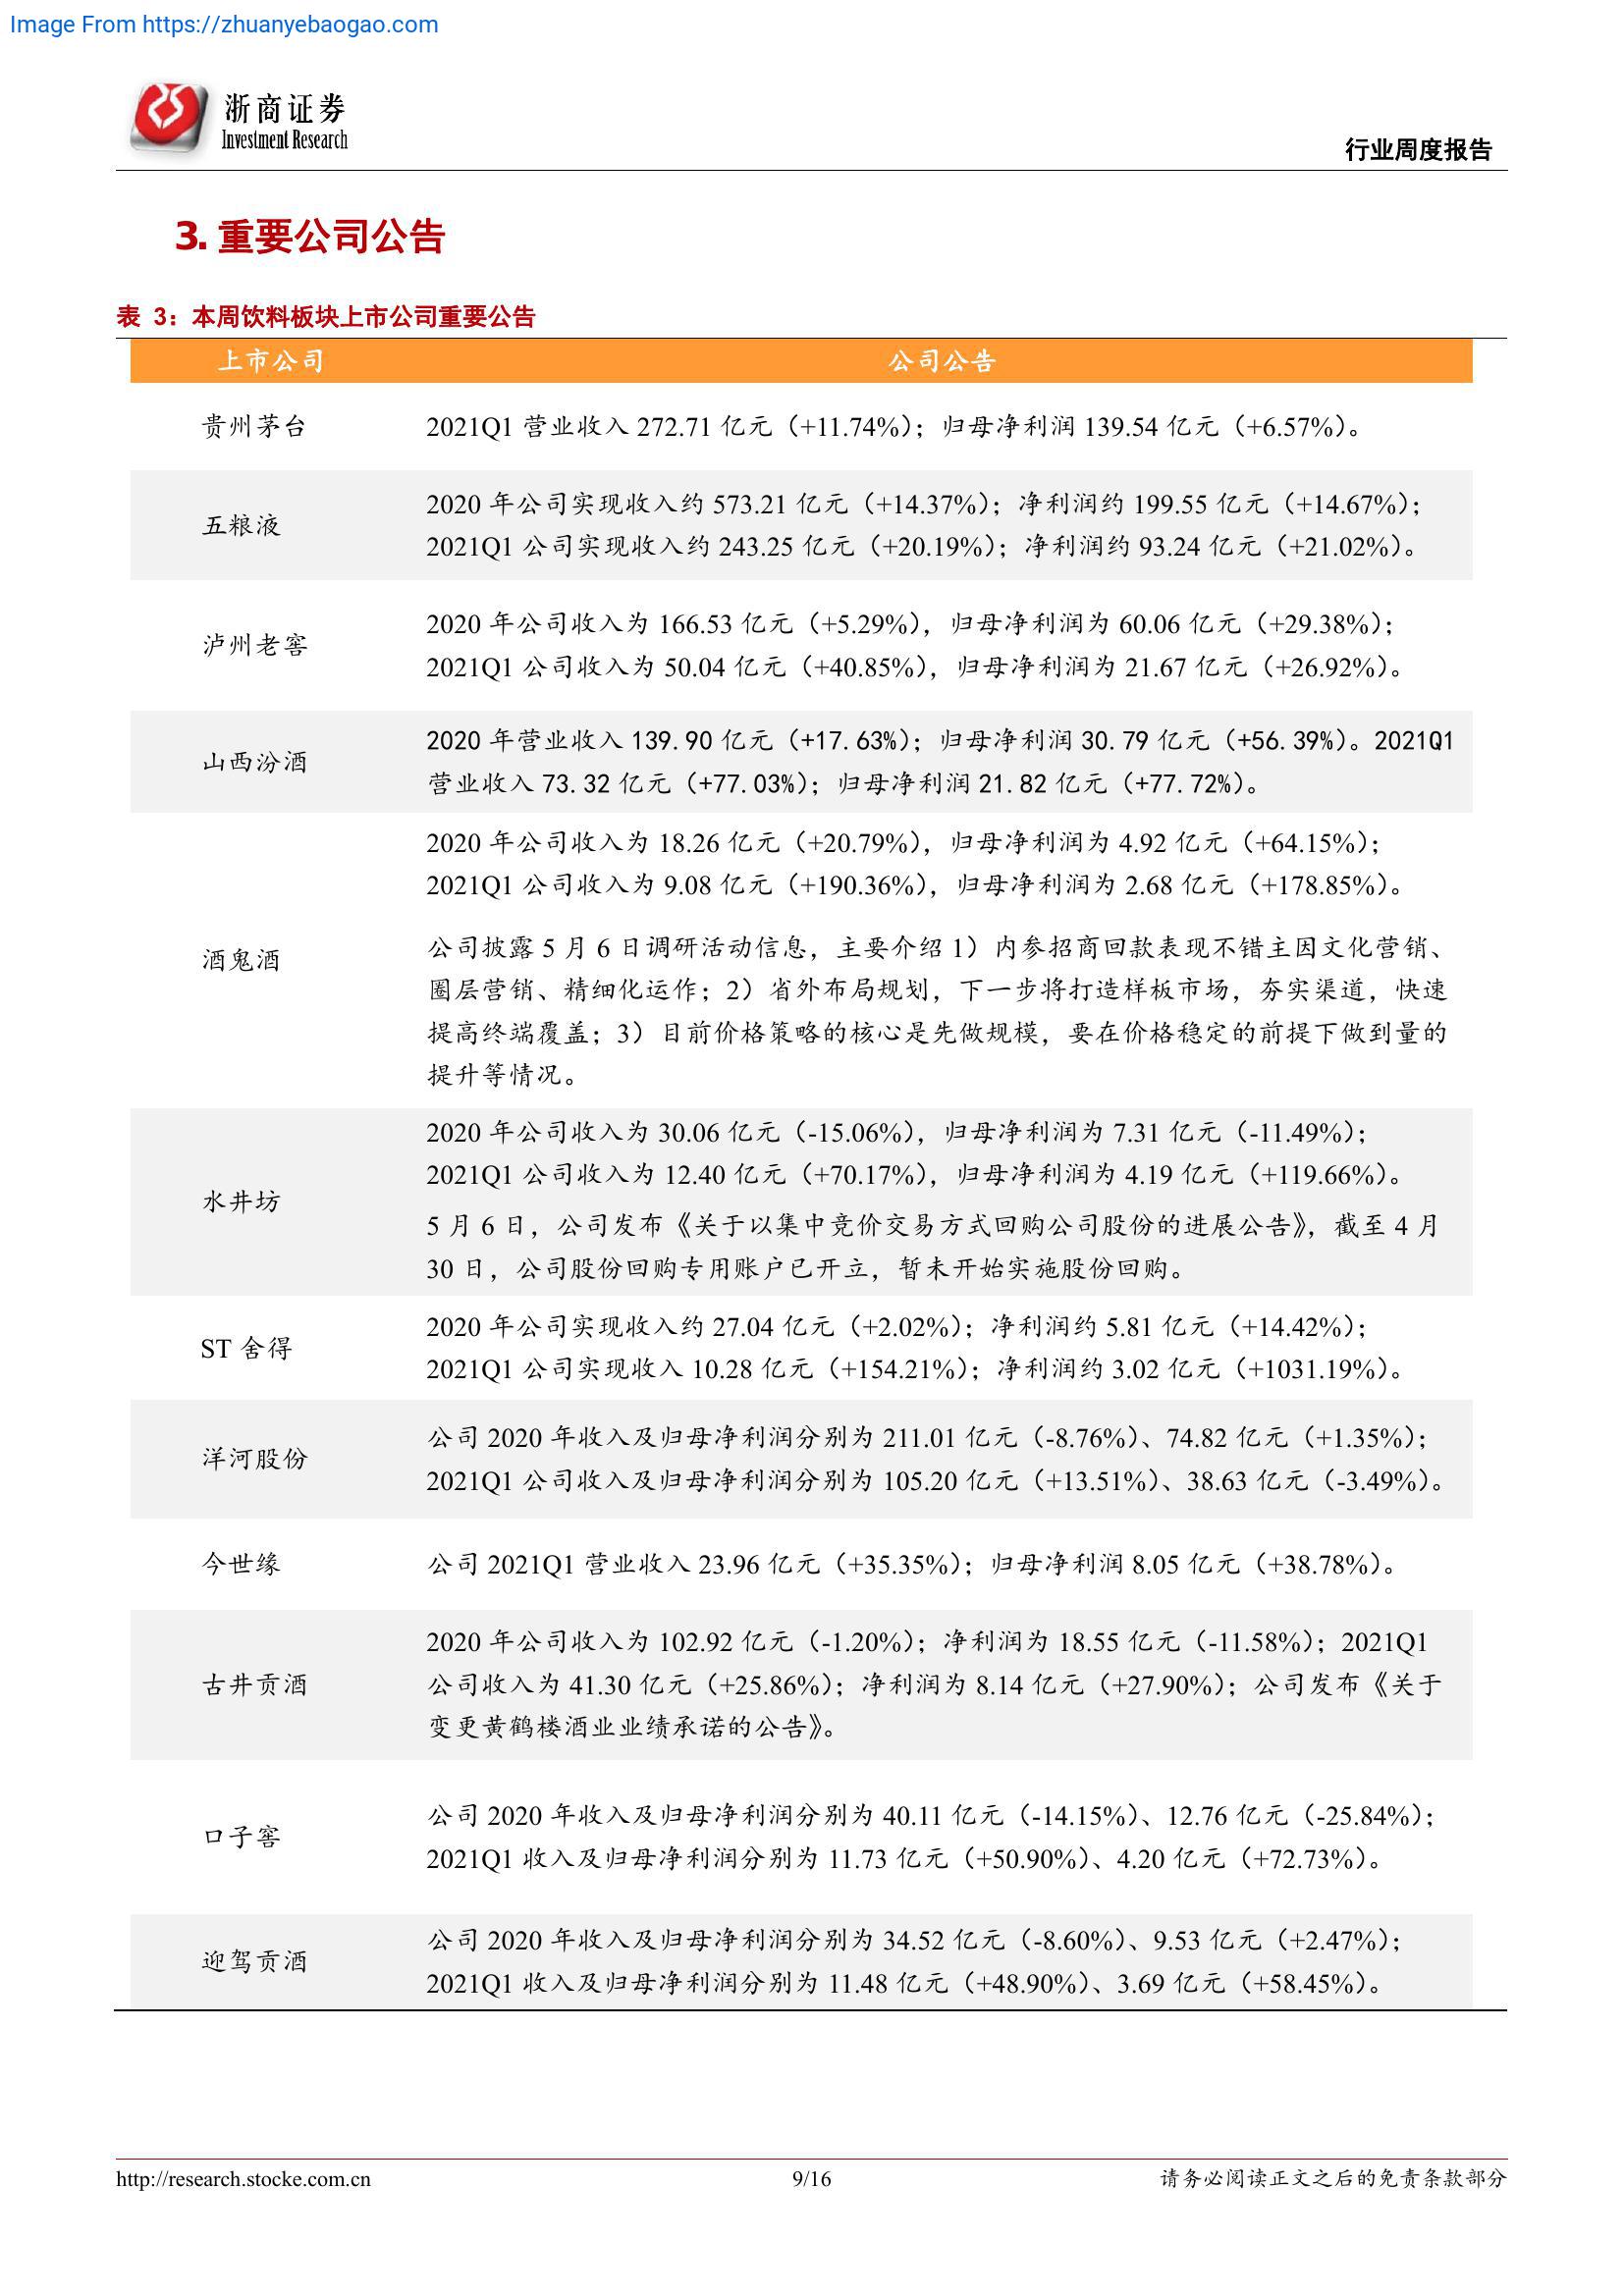 Image From https://zhuanyebaogao.com
浙商证券
Investment Research
行业周度报告
3. 重要公司公告
表 3：本周饮料板块上市公司重要公告
上市公司 公司公告
贵州茅台 2021Q1 营业收入 272.71 亿元（+11.74%）；归母净利润 139.54 亿元（+6.57%）。
五粮液
2020 年公司实现收入约 573.21 亿元（+14.37%）；净利润约 199.55 亿元（+14.67%）；
2021Q1 公司实现收入约 243.25 亿元（+20.19%）；净利润约 93.24 亿元（+21.02%）。
泸州老窖
2020 年公司收入为 166.53 亿元（+5.29%），归母净利润为 60.06 亿元（+29.38%）；
2021Q1 公司收入为 50.04 亿元（+40.85%），归母净利润为 21.67 亿元（+26.92%）。
山西汾酒
2020 年营业收入 139.90 亿元（+17.63%）；归母净利润 30.79 亿元（+56.39%）。2021Q1
营业收入 73.32 亿元（+77.03%）；归母净利润 21.82 亿元（+77.72%）。
酒鬼酒
2020 年公司收入为 18.26 亿元（+20.79%），归母净利润为 4.92 亿元（+64.15%）；
2021Q1 公司收入为 9.08 亿元（+190.36%），归母净利润为 2.68 亿元（+178.85%）。
公司披露 5 月 6 日调研活动信息，主要介绍 1）内参招商回款表现不错主因文化营销、
圈层营销、精细化运作；2）省外布局规划，下一步将打造样板市场，夯实渠道，快速
提高终端覆盖；3）目前价格策略的核心是先做规模，要在价格稳定的前提下做到量的
提升等情况。
水井坊
2020 年公司收入为 30.06 亿元（-15.06%），归母净利润为 7.31 亿元（-11.49%）；
2021Q1 公司收入为 12.40 亿元（+70.17%），归母净利润为 4.19 亿元（+119.66%）。
5 月 6 日，公司发布《关于以集中竞价交易方式回购公司股份的进展公告》，截至 4 月
30 日，公司股份回购专用账户已开立，暂未开始实施股份回购。
ST 舍得
2020 年公司实现收入约 27.04 亿元（+2.02%）；净利润约 5.81 亿元（+14.42%）；
2021Q1 公司实现收入 10.28 亿元（+154.21%）；净利润约 3.02 亿元（+1031.19%）。
洋河股份
公司 2020 年收入及归母净利润分别为 211.01 亿元（-8.76%）、74.82 亿元（+1.35%）；
2021Q1 公司收入及归母净利润分别为 105.20 亿元（+13.51%）、38.63 亿元（-3.49%）。
今世缘 公司 2021Q1 营业收入 23.96 亿元（+35.35%）；归母净利润 8.05 亿元（+38.78%）。
古井贡酒
2020 年公司收入为 102.92 亿元（-1.20%）；净利润为 18.55 亿元（-11.58%）；2021Q1
公司收入为 41.30 亿元（+25.86%）；净利润为 8.14 亿元（+27.90%）；公司发布《关于
变更黄鹤楼酒业业绩承诺的公告》。
口子窖
公司 2020 年收入及归母净利润分别为 40.11 亿元（-14.15%）、12.76 亿元（-25.84%）；
2021Q1 收入及归母净利润分别为 11.73 亿元（+50.90%）、4.20 亿元（+72.73%）。
迎驾贡酒
公司 2020 年收入及归母净利润分别为 34.52 亿元（-8.60%）、9.53 亿元（+2.47%）；
2021Q1 收入及归母净利润分别为 11.48 亿元（+48.90%）、3.69 亿元（+58.45%）。
http://research.stocke.com.cn 9/16 请务必阅读正文之后的免责条款部分